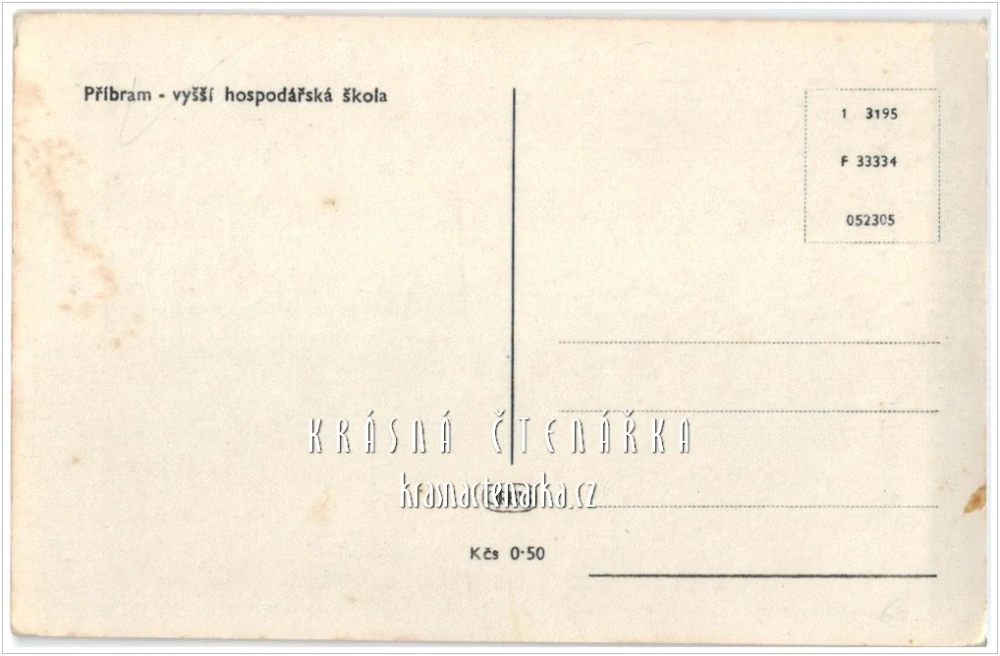 Příbram - vyšší hospodářská škola
1 3195
F 33334
052305
KRÁSNÁ ČTENÁŘKA
krasnactenarka.cz
Kčs 0·50